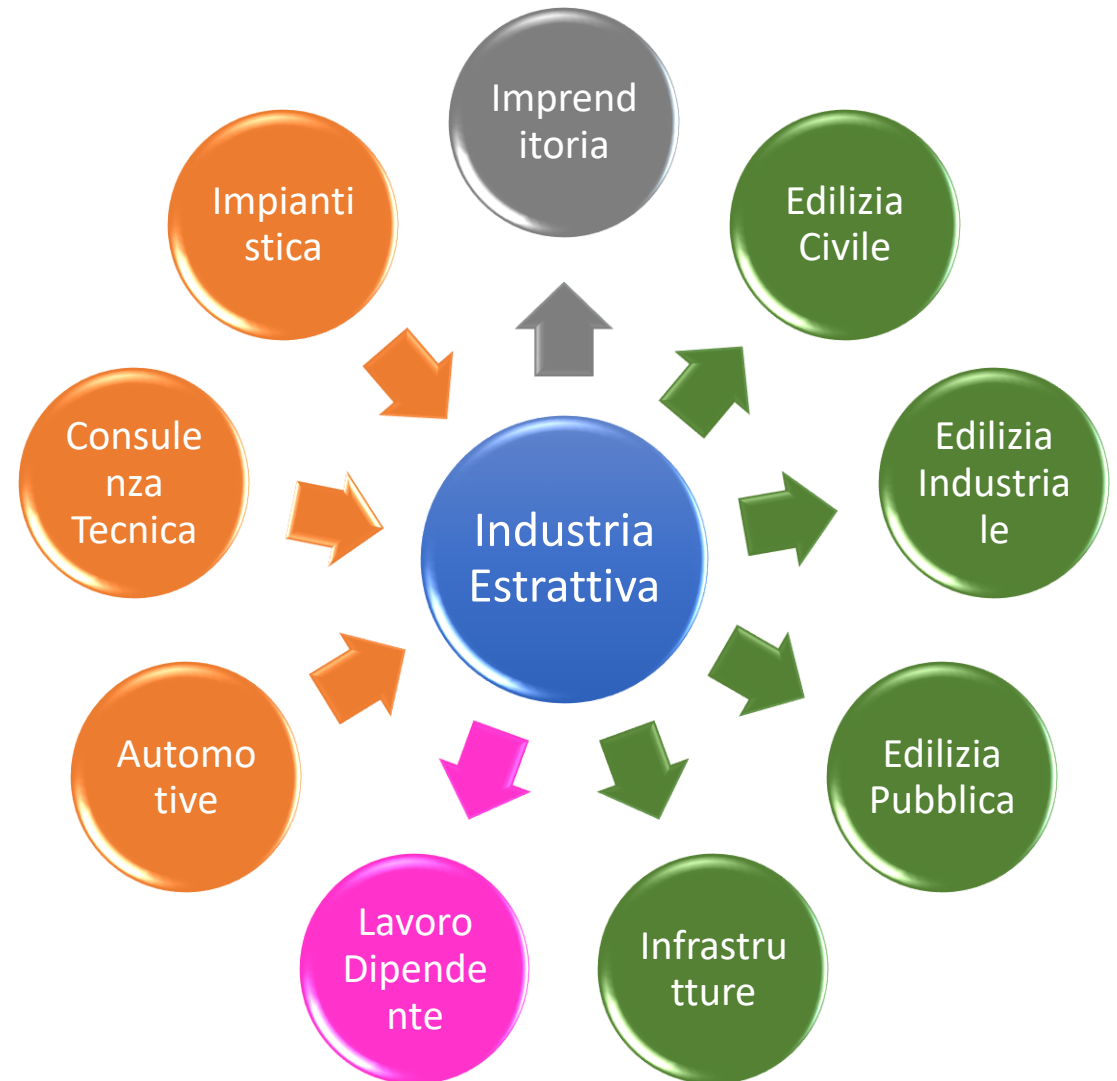 Imprend
itoria
Edilizia
Civile
Edilizia
Industria
le
Edilizia
Pubblica
Infrastru
tture
Lavoro
Dipende
nte
Automo
tive
Consule
nza
Tecnica
Impianti
stica
Industria
Estrattiva